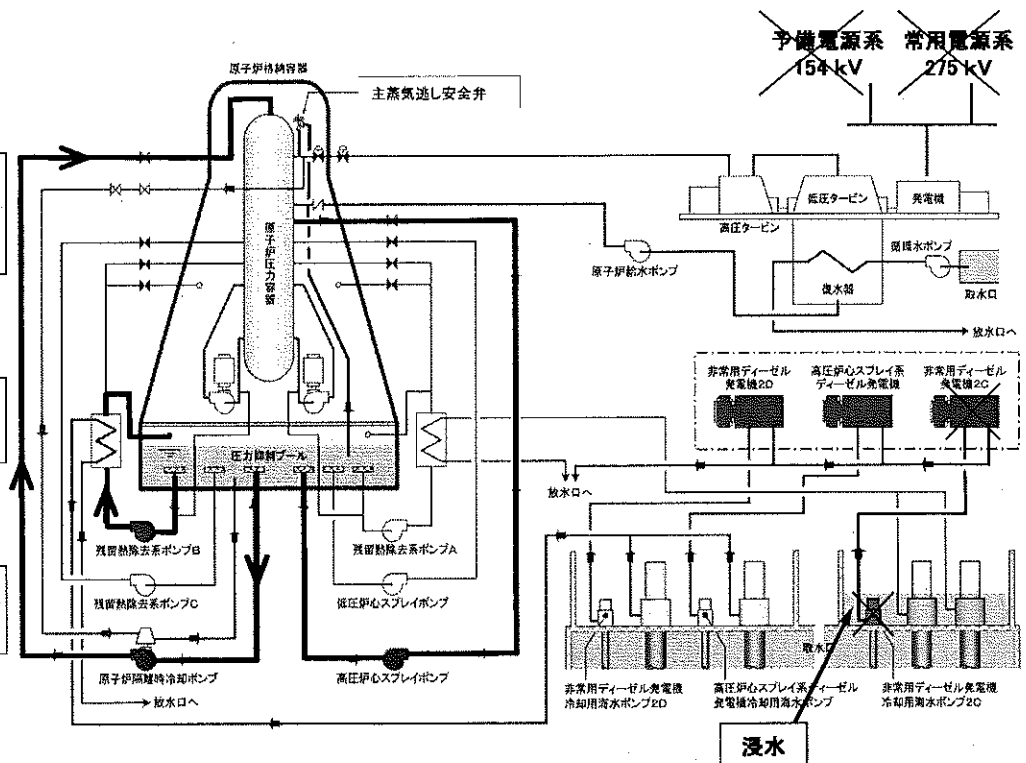 予備電源系
154 kV
常用電源系
275 kV
原子炉格納容器
主蒸気逃し安全弁
原子炉圧力容器
高圧タービン
低圧タービン
発電機
原子炉給水ポンプ
循環水ポンプ
復水器
取水口
放水口へ
非常用ディーゼル
発電機2D
高圧炉心スプレイ系
ディーゼル発電機
非常用ディーゼル
発電機2C
圧力抑制プール
放水口へ
残留熱除去系ポンプB
残留熱除去系ポンプA
残留熱除去系ポンプC
低圧炉心スプレイポンプ
原子炉隔離時冷却ポンプ
高圧炉心スプレイポンプ
放水口へ
取水口
非常用ディーゼル発電機
冷却用海水ポンプ2D
高圧炉心スプレイ系ディーゼル
発電機冷却用海水ポンプ
非常用ディーゼル発電機
冷却用海水ポンプ2C
浸水